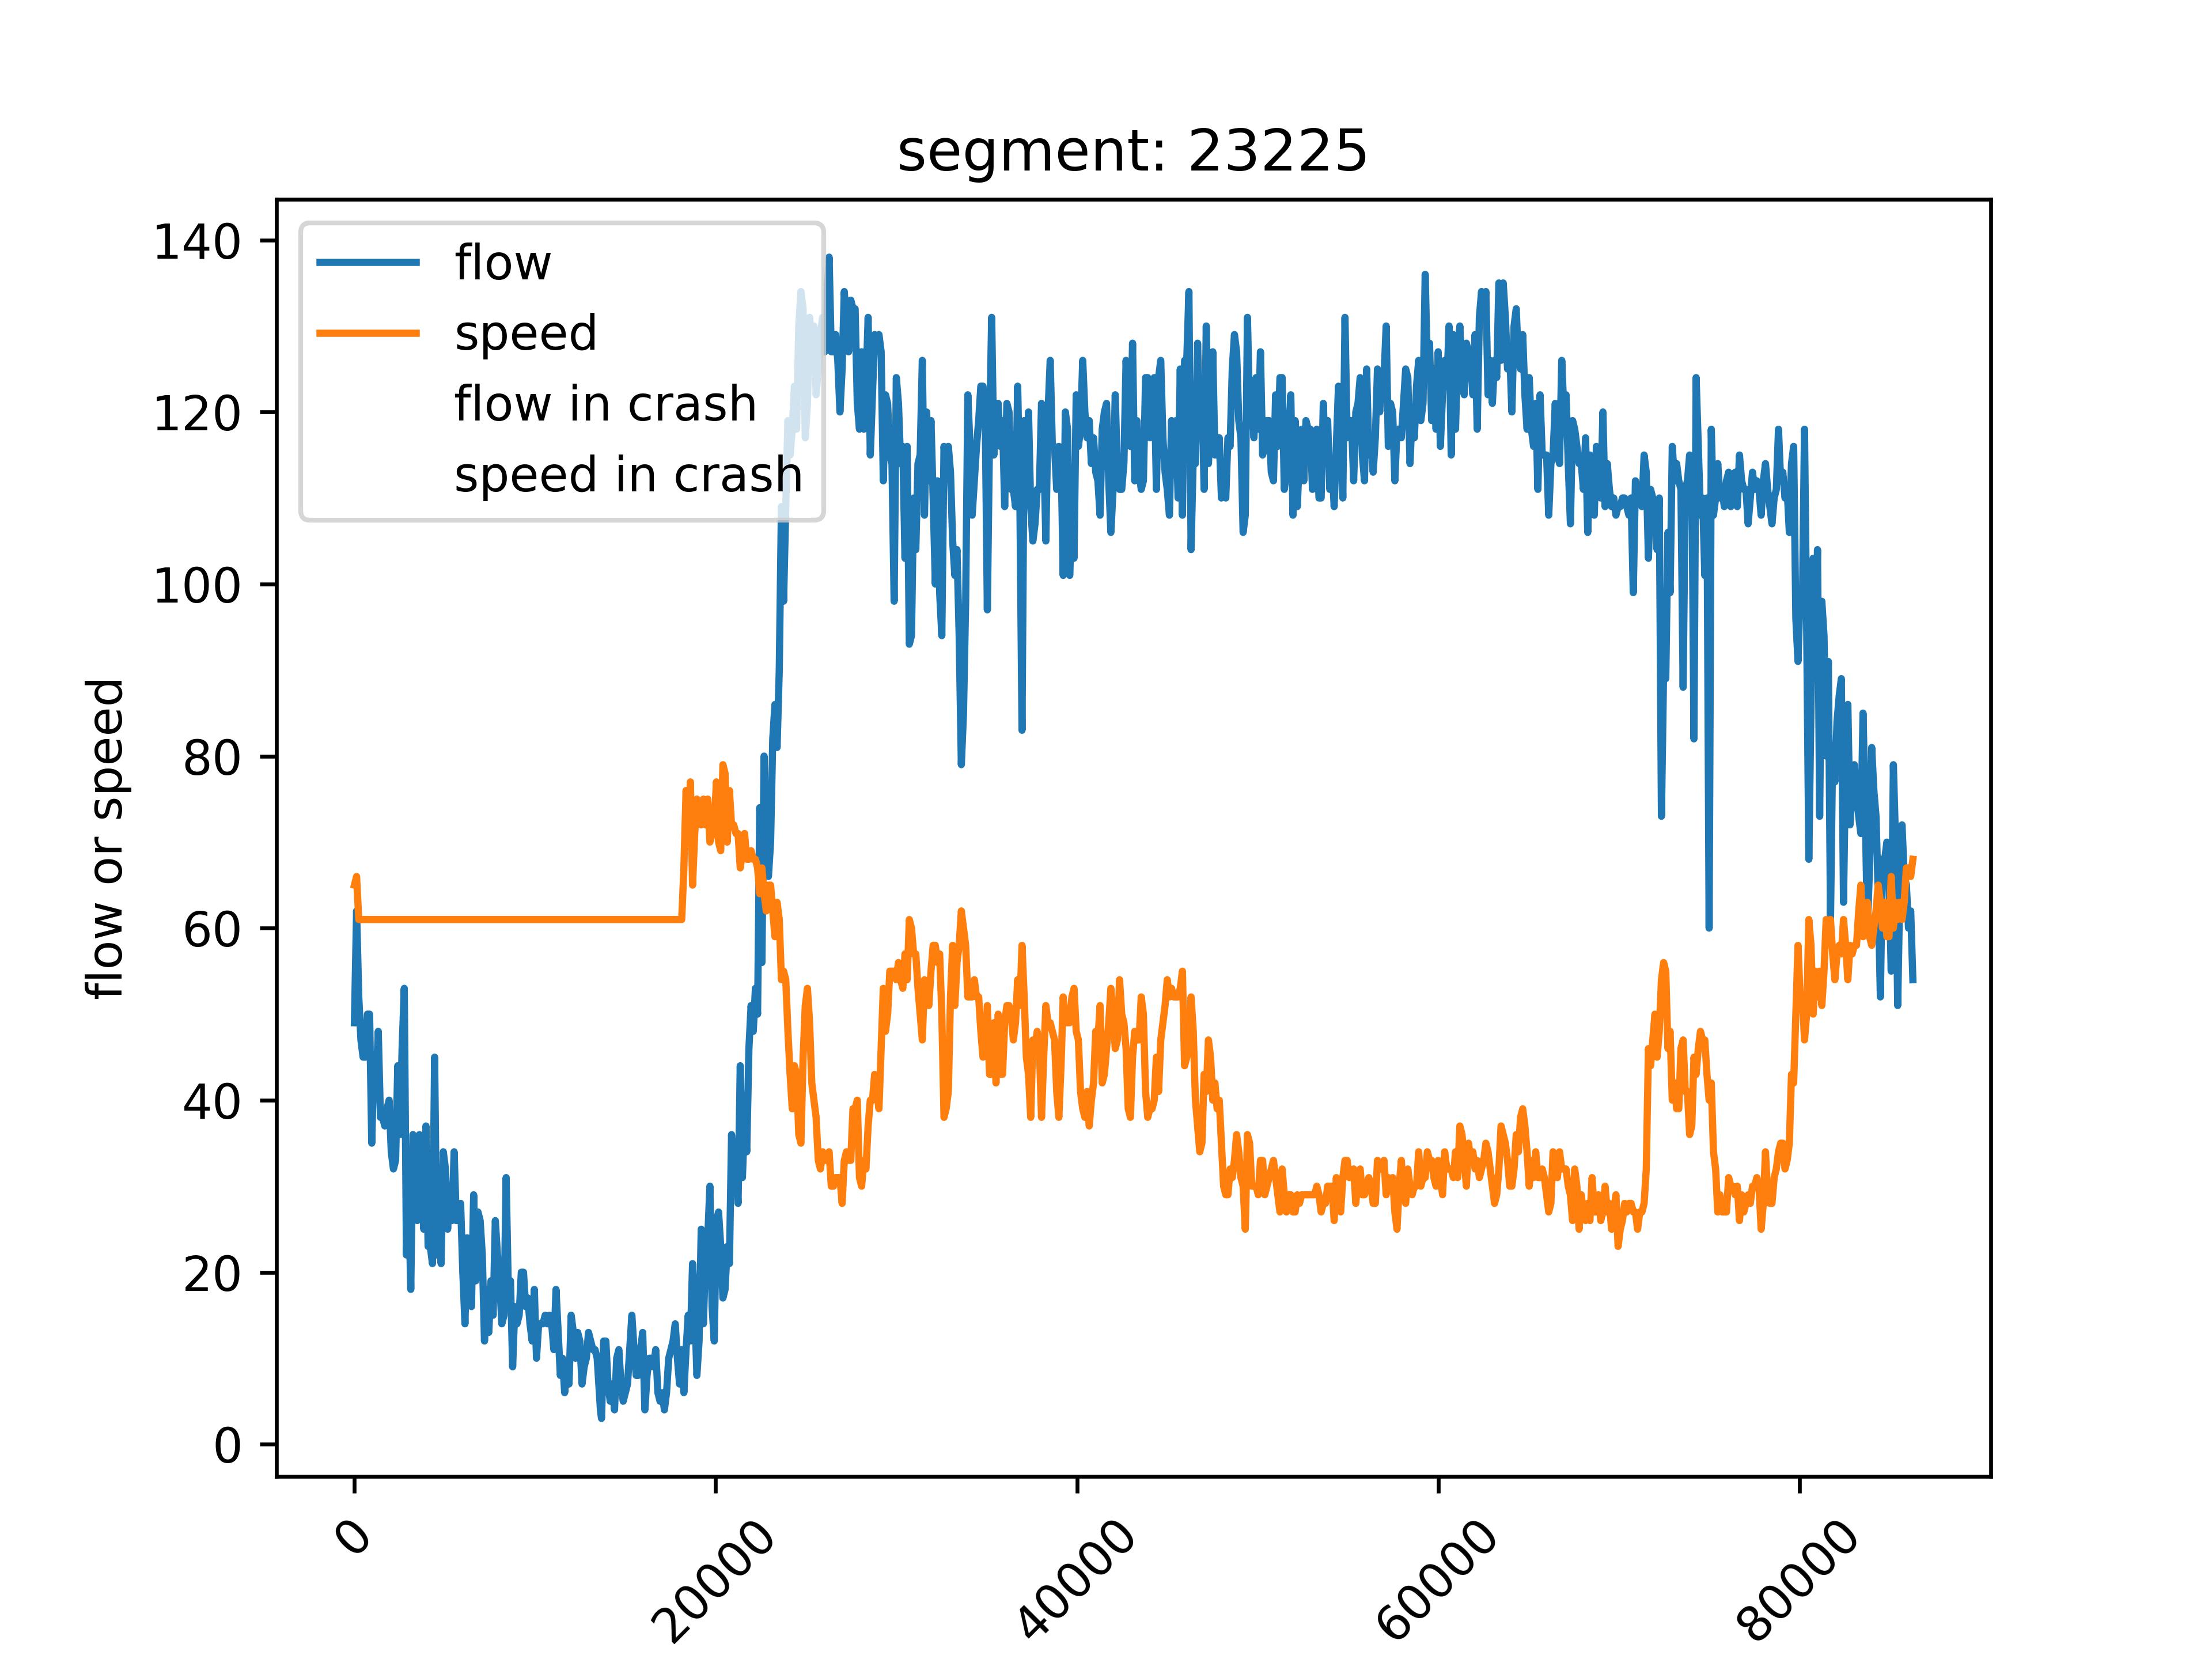 segment: 23225
140
120
100
80
60
40
20
0
flow or speed
flow
speed
flow in crash
speed in crash
0
20000
40000
60000
80000